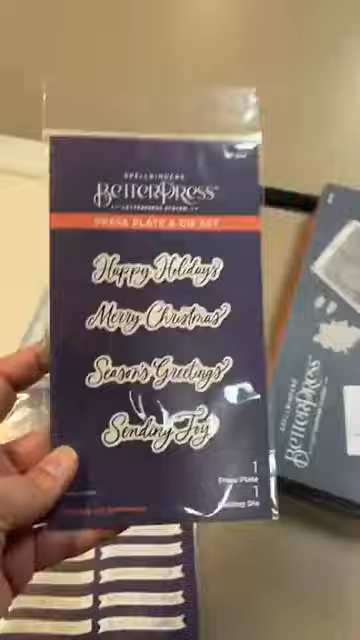 SPELLBINDERS
BETTERPRESS
LETTERPRESS SYSTEM
PRESS PLATE & DIE SET
Happy Holidays
Merry Christmas
Season's Greetings
Sending Joy
1
Press Plate
1
Die
SPELLBINDERS
BETTERPRESS